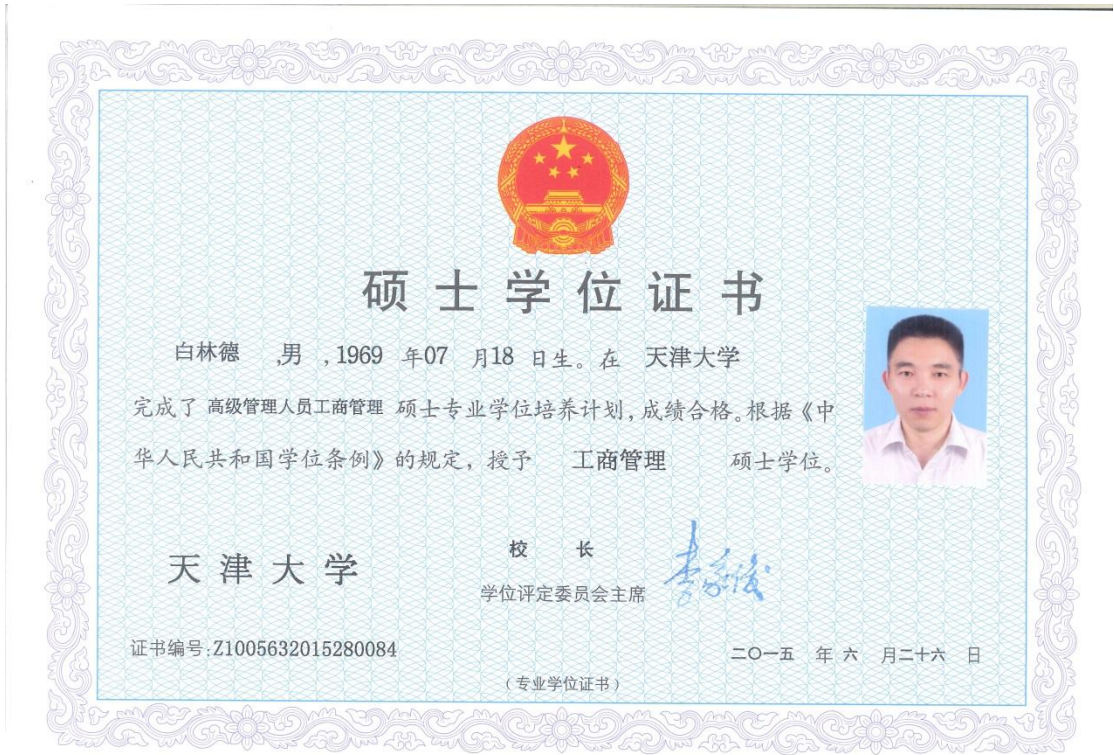 硕士学位证书
白林德 ,男 ,1969 年07 月18 日生。在 天津大学
完成了 高级管理人员工商管理 硕士专业学位培养计划,成绩合格。根据《中
华人民共和国学位条例》的规定,授予 工商管理 硕士学位。
天津大学
校 长
学位评定委员会主席
李家俊
证书编号:Z1005632015280084
二〇一五 年 六 月二十六 日
(专业学位证书)